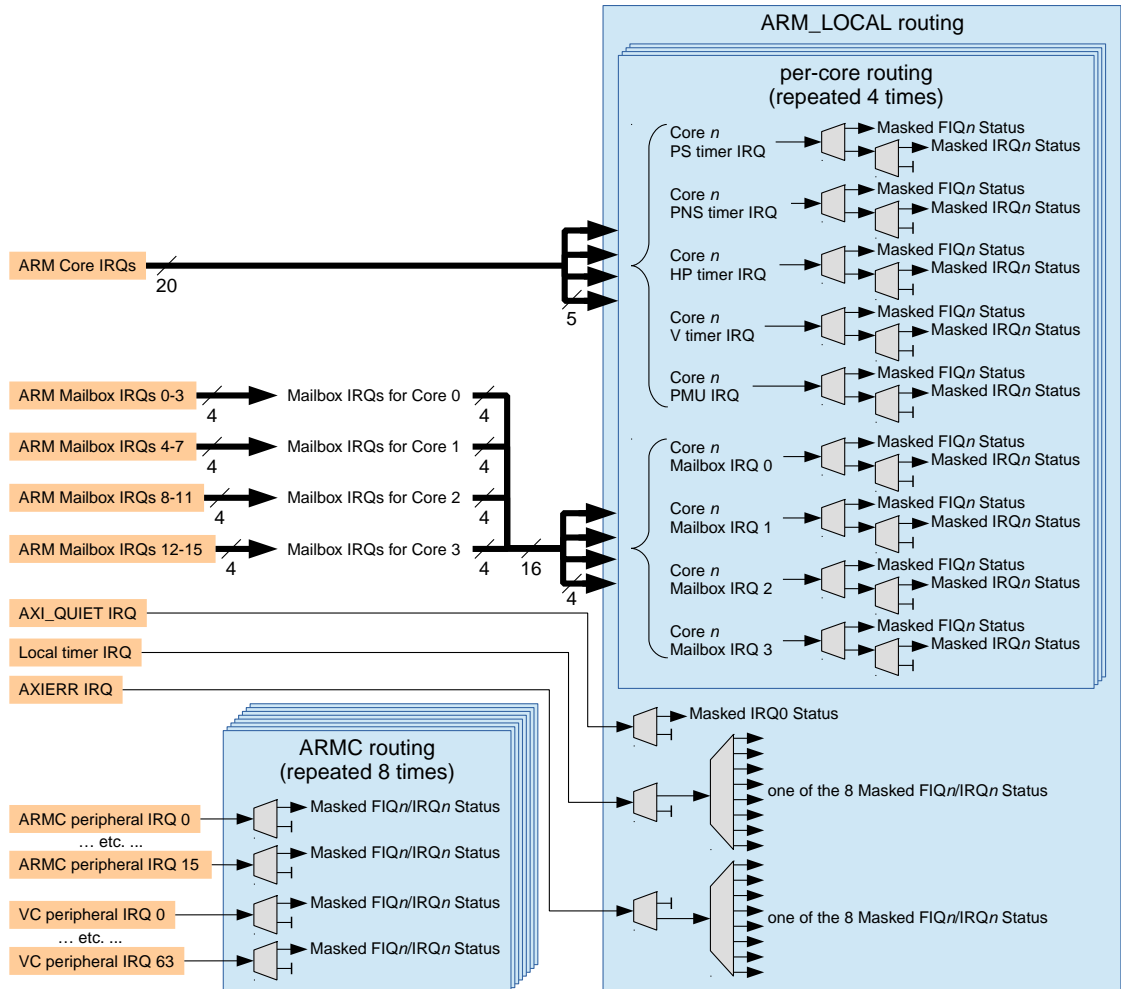 ARM_LOCAL routing
per-core routing
(repeated 4 times)
Core n
PS timer IRQ
Masked FIQn Status
Masked IRQn Status
Core n
PNS timer IRQ
Masked FIQn Status
Masked IRQn Status
ARM Core IRQs
20
5
Core n
HP timer IRQ
Masked FIQn Status
Masked IRQn Status
Core n
V timer IRQ
Masked FIQn Status
Masked IRQn Status
Core n
PMU IRQ
Masked FIQn Status
Masked IRQn Status
ARM Mailbox IRQs 0-3
4
Mailbox IRQs for Core 0
4
ARM Mailbox IRQs 4-7
4
Mailbox IRQs for Core 1
4
ARM Mailbox IRQs 8-11
4
Mailbox IRQs for Core 2
4
ARM Mailbox IRQs 12-15
4
Mailbox IRQs for Core 3
4
16
4
Core n
Mailbox IRQ 0
Masked FIQn Status
Masked IRQn Status
Core n
Mailbox IRQ 1
Masked FIQn Status
Masked IRQn Status
Core n
Mailbox IRQ 2
Masked FIQn Status
Masked IRQn Status
Core n
Mailbox IRQ 3
Masked FIQn Status
Masked IRQn Status
AXI_QUIET IRQ
Local timer IRQ
AXIERR IRQ
Masked IRQ0 Status
one of the 8 Masked FIQn/IRQn Status
one of the 8 Masked FIQn/IRQn Status
ARMC routing
(repeated 8 times)
ARMC peripheral IRQ 0
Masked FIQn/IRQn Status
... etc. ...
ARMC peripheral IRQ 15
Masked FIQn/IRQn Status
VC peripheral IRQ 0
Masked FIQn/IRQn Status
... etc. ...
VC peripheral IRQ 63
Masked FIQn/IRQn Status